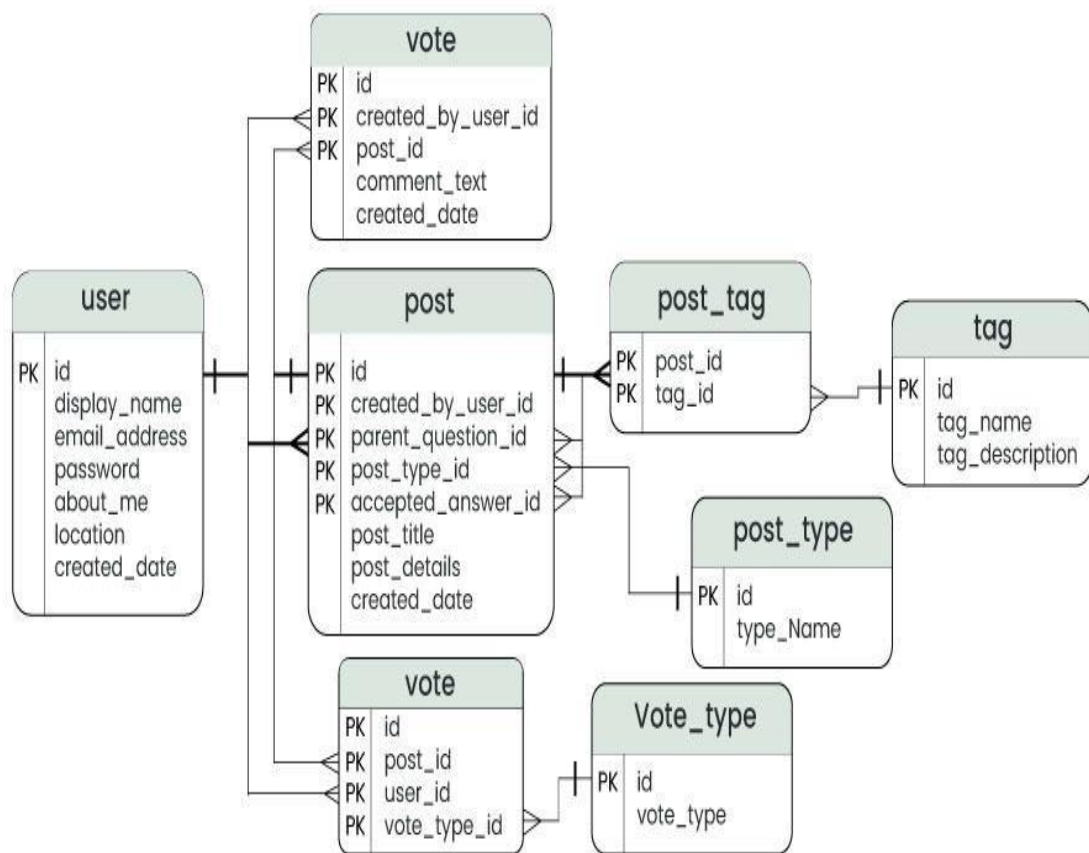 vote
PK id
PK created_by_user_id
PK post_id
comment_text
created_date
user
PK id
display_name
email_address
password
about_me
location
created_date
post
PK id
PK created_by_user_id
PK parent_question_id
PK post_type_id
PK accepted_answer_id
post_title
post_details
created_date
post_tag
PK post_id
PK tag_id
tag
PK id
tag_name
tag_description
post_type
PK id
type_Name
vote
PK id
PK post_id
PK user_id
PK vote_type_id
Vote_type
PK id
vote_type